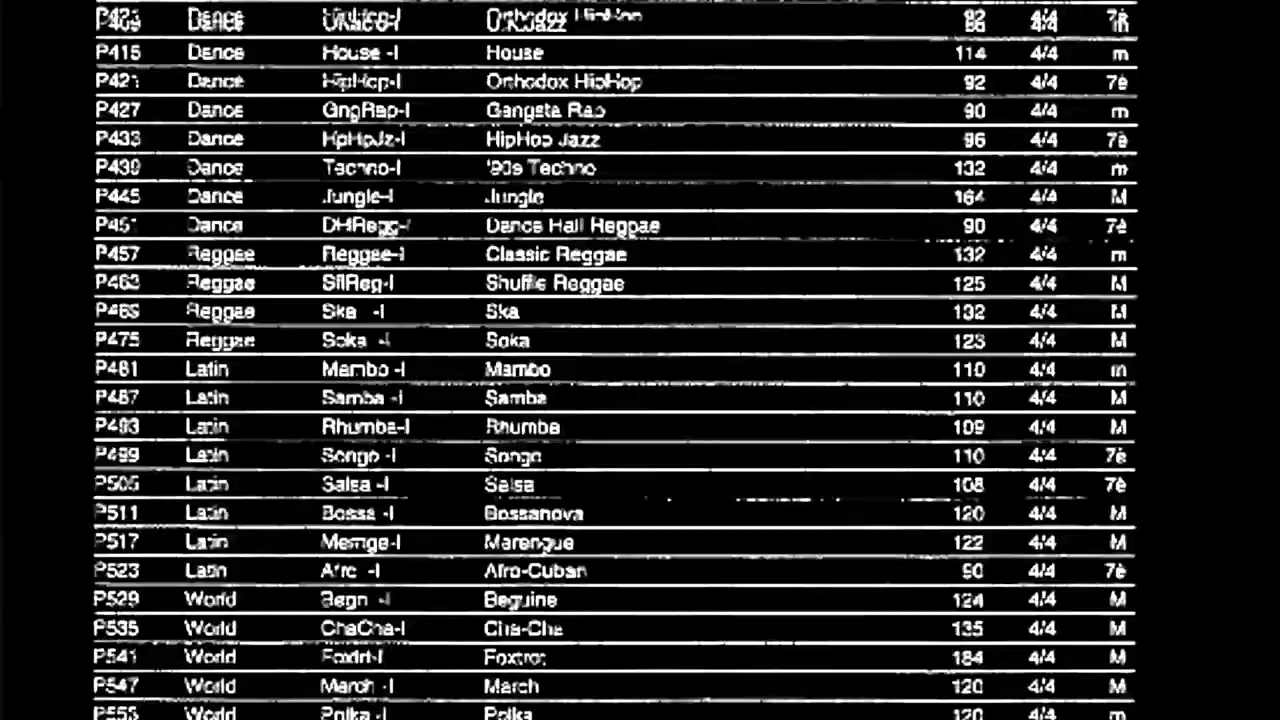 Dance
P415 Dance House -I House 114 4/4 m
P421 Dance HipHop-I Orthodox HipHop 92 4/4 7è
P427 Dance GngRap-I Gangsta Rap 90 4/4 m
P433 Dance HpHpJz-I HipHop Jazz 96 4/4 7è
P439 Dance Techno-I '90s Techno 132 4/4 m
P445 Dance Jungle-I Jungle 164 4/4 M
P451 Dance DHRegg-I Dance Hall Reggae 90 4/4 7è
P457 Reggae Reggae-I Classic Reggae 132 4/4 m
P463 Reggae SflReg-I Shuffle Reggae 125 4/4 M
P469 Reggae Ska -I Ska 132 4/4 M
P475 Reggae Soka -I Soka 123 4/4 M
P481 Latin Mambo -I Mambo 110 4/4 m
P487 Latin Samba -I Samba 110 4/4 M
P493 Latin Rhumba-I Rhumba 109 4/4 M
P499 Latin Songo -I Songo 110 4/4 7è
P505 Latin Salsa -I Salsa 108 4/4 7è
P511 Latin Bossa -I Bossanova 120 4/4 M
P517 Latin Mernge-I Merengue 122 4/4 M
P523 Latin Afro -I Afro-Cuban 90 4/4 7è
P529 World Begn -I Beguine 124 4/4 M
P535 World ChaCha-I Cha-Cha 135 4/4 M
P541 World Foxtrt-I Foxtrot 184 4/4 M
P547 World March -I March 120 4/4 M
P553 World Polka -I Polka 120 4/4 m